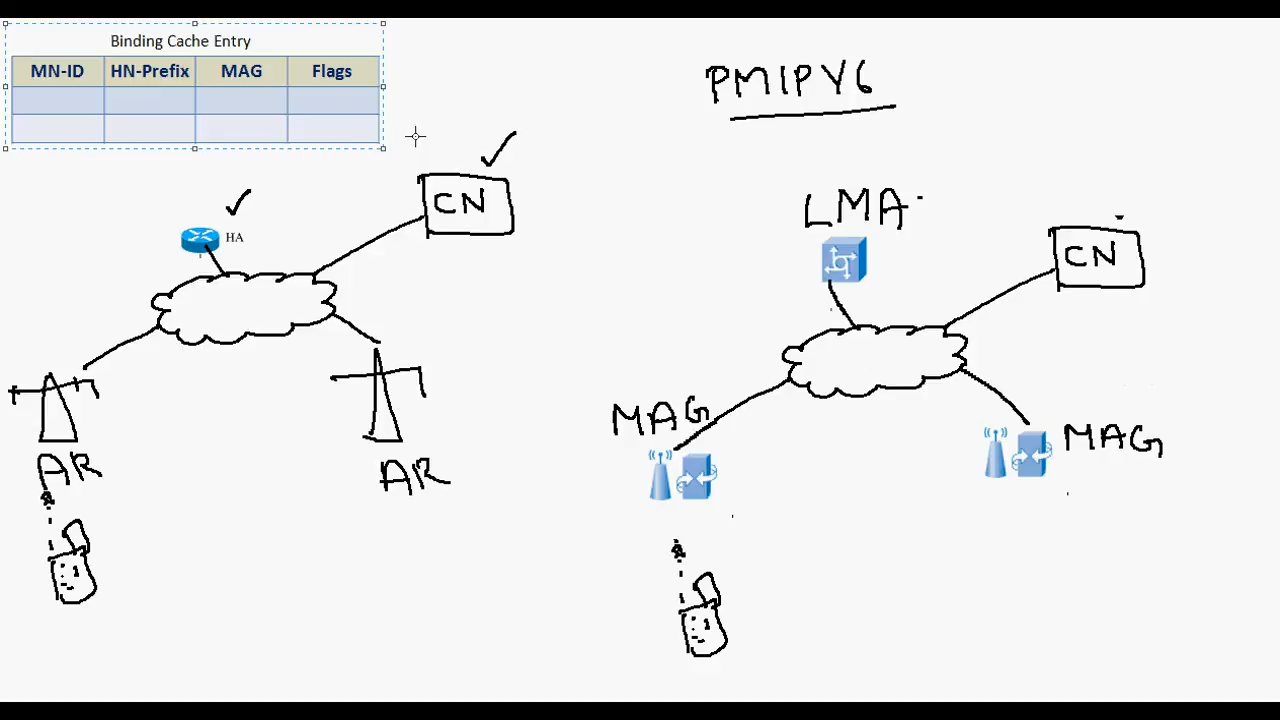 Binding Cache Entry
MN-ID HN-Prefix MAG Flags
PMIPV6
CN
HA
LMA
CN
MAG
MAG
AR
AR